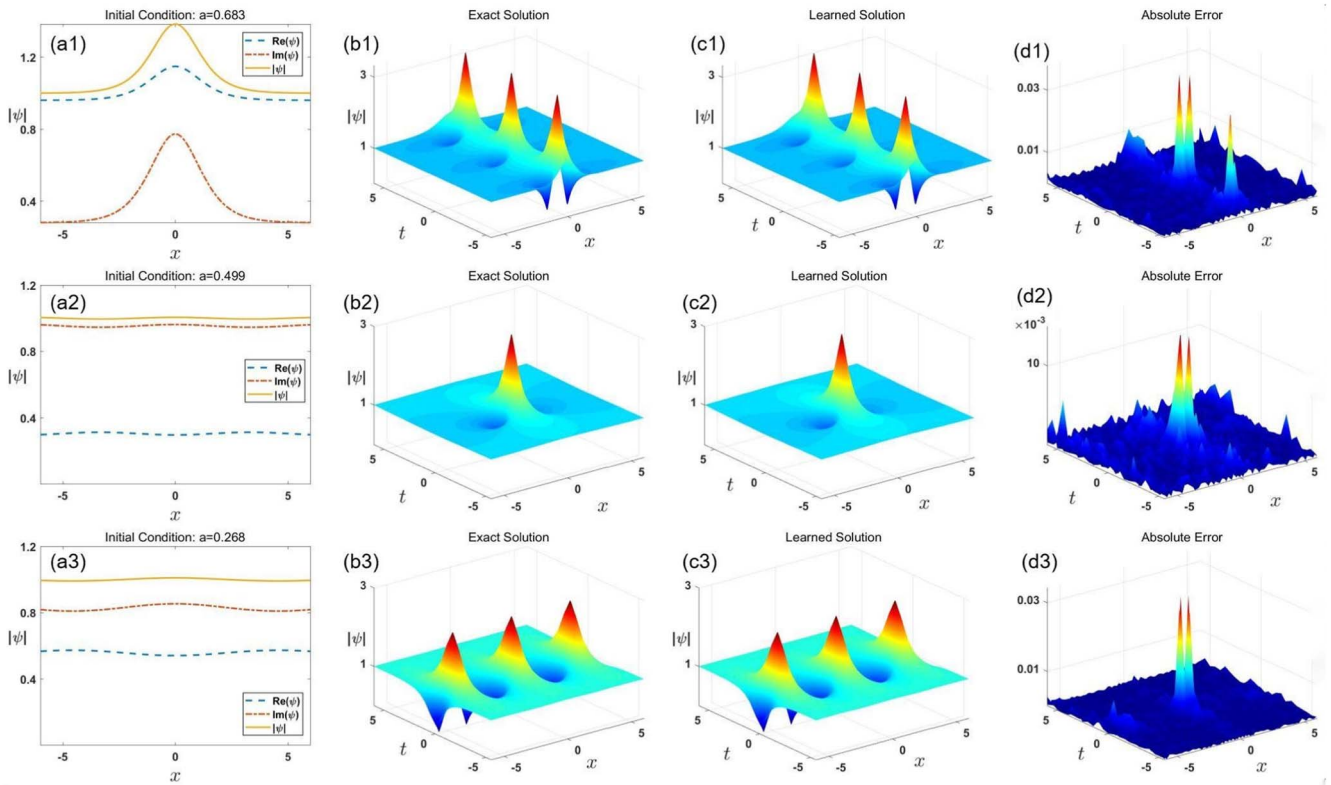 Initial Condition: a=0.683
(a1)
1.2
0.8
0.4
|ψ|
Re(ψ)
Im(ψ)
|ψ|
-5
0
5
x
Exact Solution
(b1)
3
1
|ψ|
5
0
-5
t
-5
0
5
x
Learned Solution
(c1)
3
1
|ψ|
5
0
-5
t
-5
0
5
x
Absolute Error
(d1)
0.03
0.01
5
0
-5
t
-5
0
5
x
Initial Condition: a=0.499
(a2)
1.2
0.8
0.4
|ψ|
Re(ψ)
Im(ψ)
|ψ|
-5
0
5
x
Exact Solution
(b2)
3
1
|ψ|
5
0
-5
t
-5
0
5
x
Learned Solution
(c2)
3
1
|ψ|
5
0
-5
t
-5
0
5
x
Absolute Error
(d2)
×10⁻³
10
5
0
-5
t
-5
0
5
x
Initial Condition: a=0.268
(a3)
1.2
0.8
0.4
|ψ|
Re(ψ)
Im(ψ)
|ψ|
-5
0
5
x
Exact Solution
(b3)
3
1
|ψ|
5
0
-5
t
-5
0
5
x
Learned Solution
(c3)
3
1
|ψ|
5
0
-5
t
-5
0
5
x
Absolute Error
(d3)
0.03
0.01
5
0
-5
t
-5
0
5
x